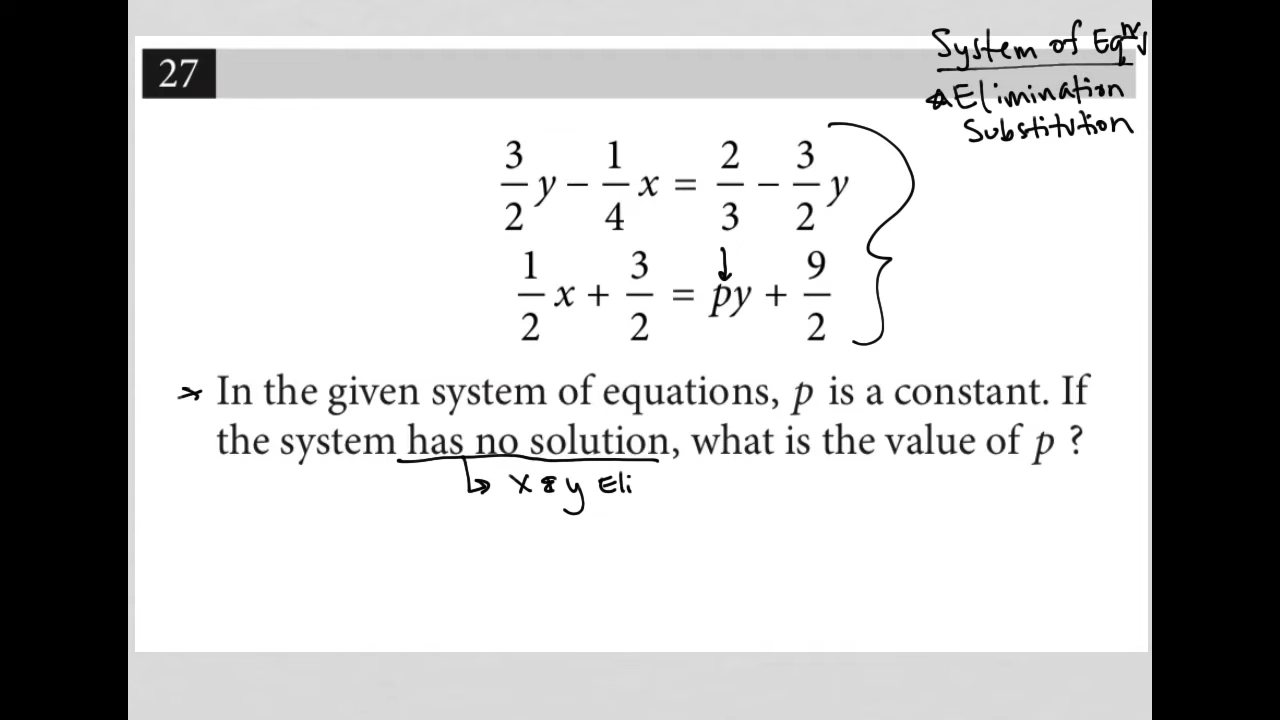 System of Eqns
27
Elimination
Substitution
3/2 y − 1/4 x = 2/3 − 3/2 y
1/2 x + 3/2 = py + 9/2
In the given system of equations, p is a constant. If
the system has no solution, what is the value of p ?
x & y Eli